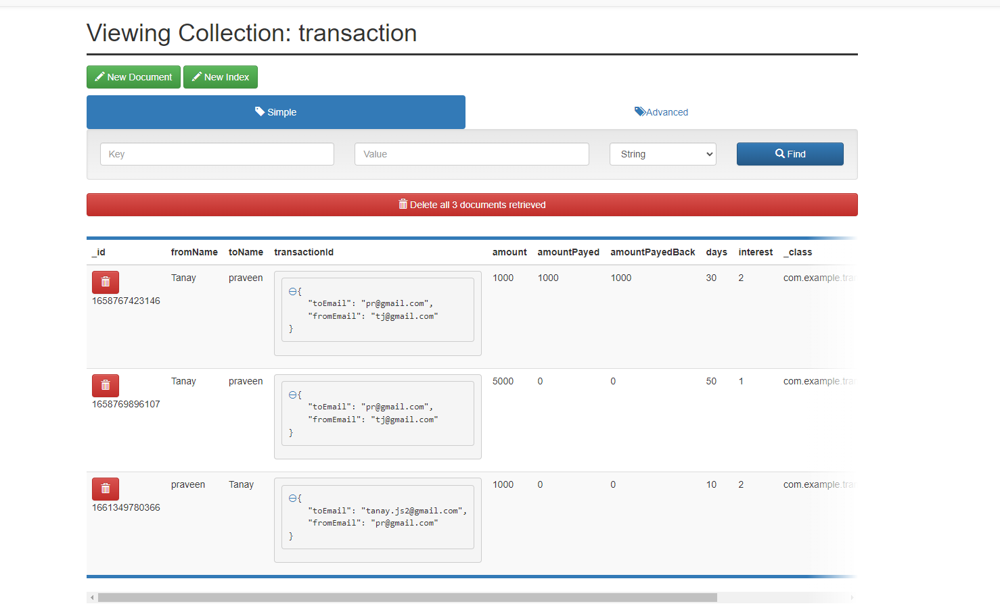 Viewing Collection: transaction
New Document New Index
Simple Advanced
Key Value String Find
Delete all 3 documents retrieved
_id fromName toName transactionId amount amountPayed amountPayedBack days interest _class
1658767423146 Tanay praveen 1000 1000 1000 30 2 com.example.tra
{
"toEmail": "pr@gmail.com",
"fromEmail": "tj@gmail.com"
}
1658769896107 Tanay praveen 5000 0 0 50 1 com.example.tra
{
"toEmail": "pr@gmail.com",
"fromEmail": "tj@gmail.com"
}
1661349780366 praveen Tanay 1000 0 0 10 2 com.example.tra
{
"toEmail": "tanay.js2@gmail.com",
"fromEmail": "pr@gmail.com"
}